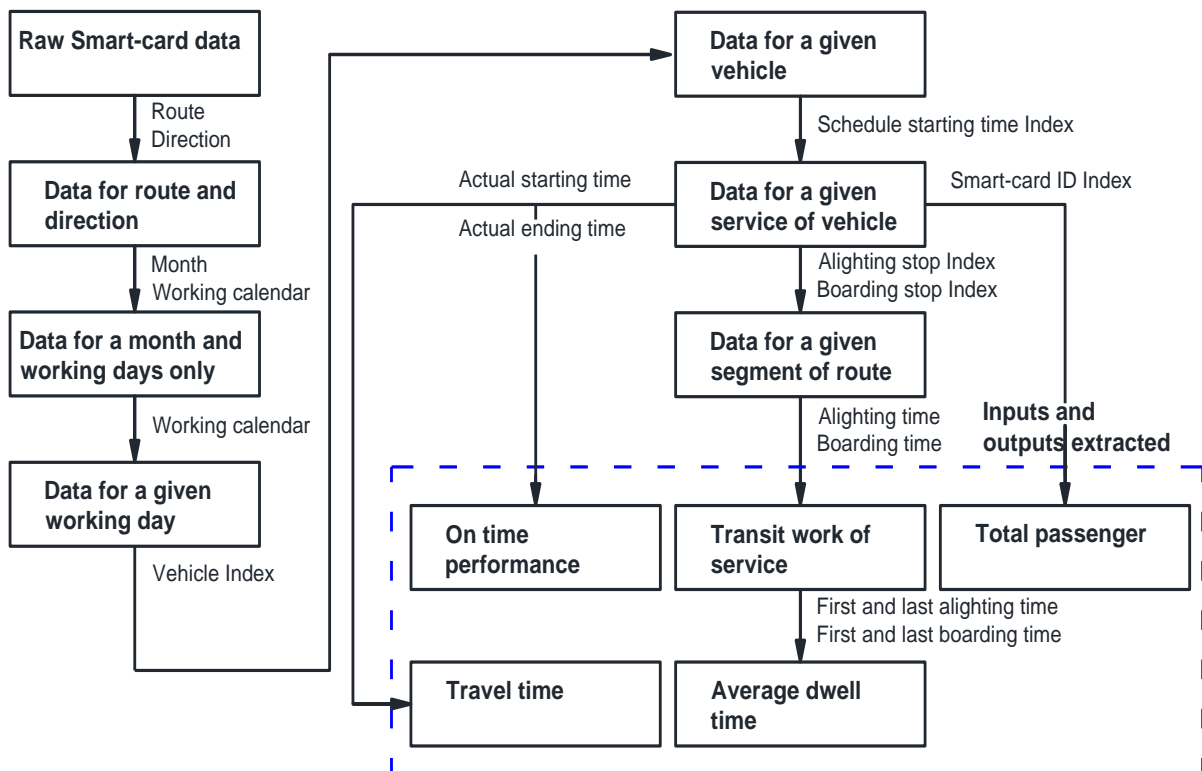 Raw Smart-card data
Route
Direction
Data for route and
direction
Month
Working calendar
Data for a month and
working days only
Working calendar
Data for a given
working day
Vehicle Index
Data for a given
vehicle
Schedule starting time Index
Actual starting time
Actual ending time
Data for a given
service of vehicle
Smart-card ID Index
Alighting stop Index
Boarding stop Index
Data for a given
segment of route
Alighting time
Boarding time
Inputs and
outputs extracted
On time
performance
Transit work of
service
Total passenger
First and last alighting time
First and last boarding time
Travel time
Average dwell
time